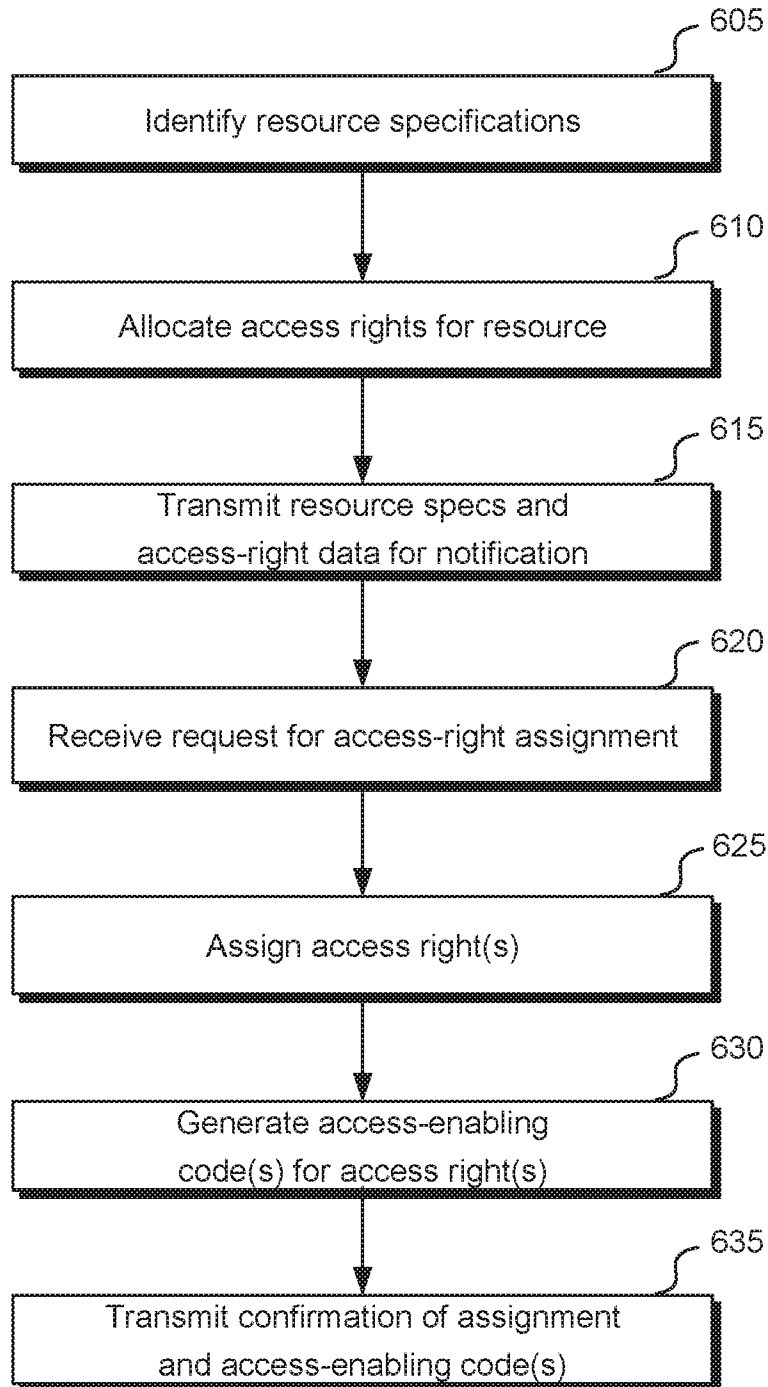 605
Identify resource specifications
610
Allocate access rights for resource
615
Transmit resource specs and
access-right data for notification
620
Receive request for access-right assignment
625
Assign access right(s)
630
Generate access-enabling
code(s) for access right(s)
635
Transmit confirmation of assignment
and access-enabling code(s)